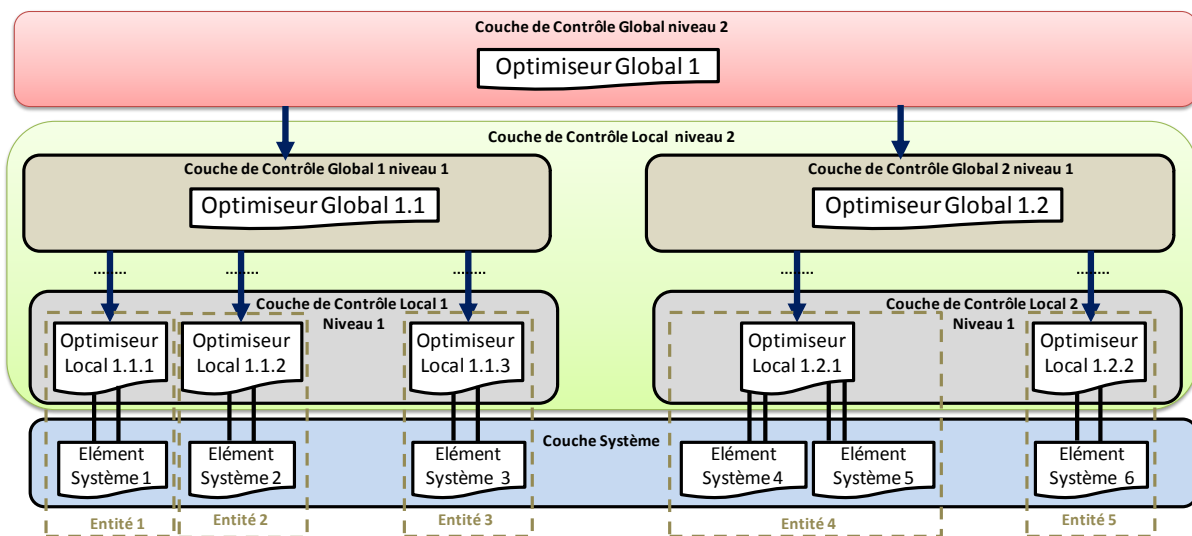 Couche de Contrôle Global niveau 2
Optimiseur Global 1
Couche de Contrôle Local niveau 2
Couche de Contrôle Global 1 niveau 1
Optimiseur Global 1.1
Couche de Contrôle Global 2 niveau 1
Optimiseur Global 1.2
........
........
........
........
........
Couche de Contrôle Local 1
Niveau 1
Couche de Contrôle Local 2
Niveau 1
Optimiseur
Local 1.1.1
Optimiseur
Local 1.1.2
Optimiseur
Local 1.1.3
Optimiseur
Local 1.2.1
Optimiseur
Local 1.2.2
Couche Système
Elément
Système 1
Elément
Système 2
Elément
Système 3
Elément
Système 4
Elément
Système 5
Elément
Système 6
Entité 1
Entité 2
Entité 3
Entité 4
Entité 5